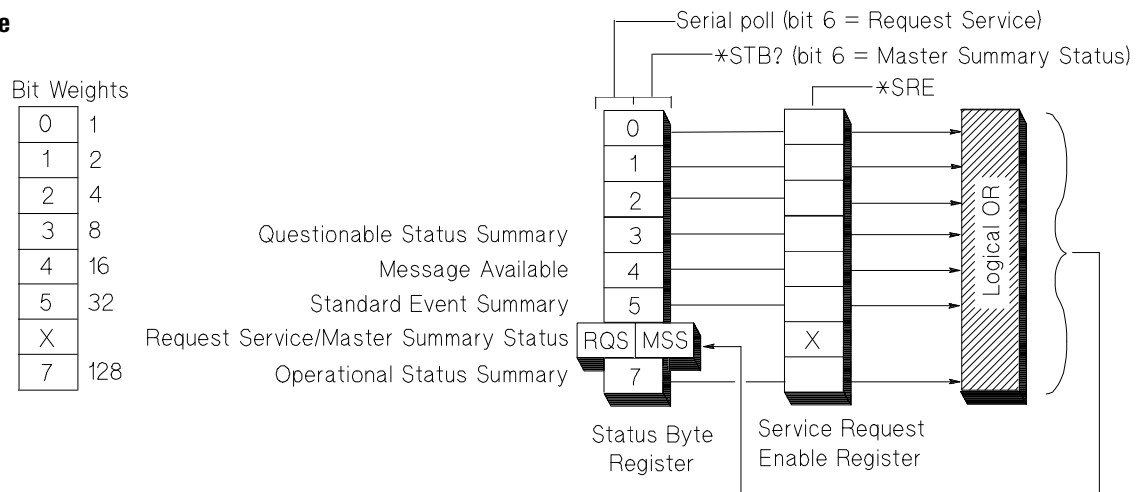 e
Serial poll (bit 6 = Request Service)
*STB? (bit 6 = Master Summary Status)
*SRE
Bit Weights
0 1
1 2
2 4
3 8
4 16
5 32
X
7 128
0
1
2
Questionable Status Summary 3
Message Available 4
Standard Event Summary 5
Request Service/Master Summary Status RQS MSS X
Operational Status Summary 7
Logical OR
Status Byte
Register
Service Request
Enable Register